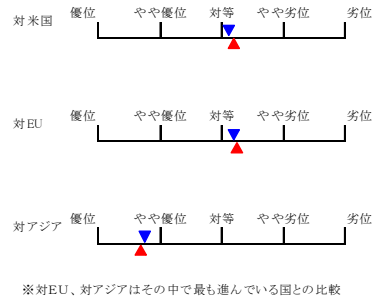 対米国 優位 やや優位 対等 やや劣位 劣位
対EU 優位 やや優位 対等 やや劣位 劣位
対アジア 優位 やや優位 対等 やや劣位 劣位
※対EU、対アジアはその中で最も進んでいる国との比較